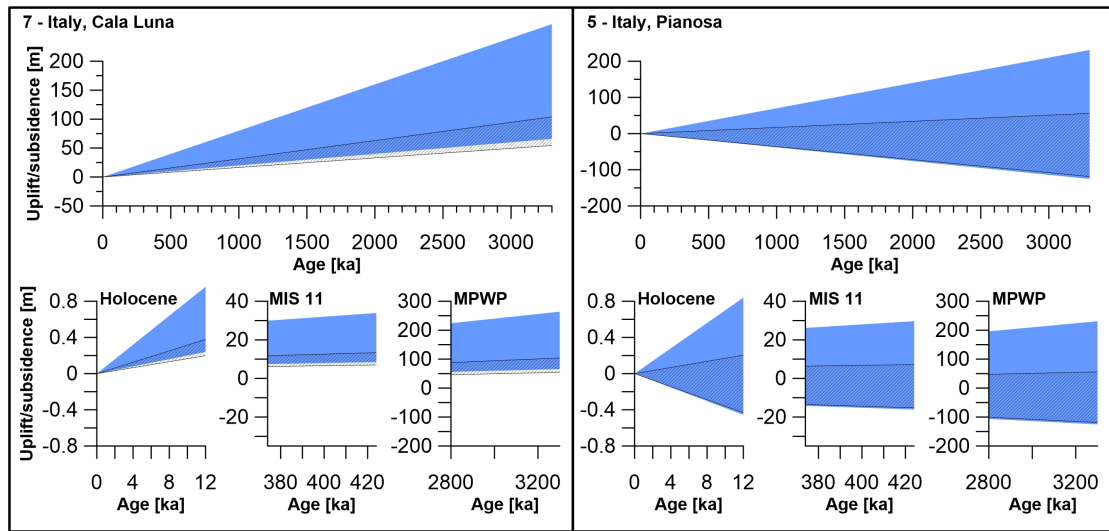 7 - Italy, Cala Luna
Uplift/subsidence [m]
200
150
100
50
0
-50
0 500 1000 1500 2000 2500 3000
Age [ka]
Uplift/subsidence [m]
Holocene
0.8
0.4
0
-0.4
-0.8
0 4 8 12
Age [ka]
MIS 11
40
20
0
-20
380 400 420
Age [ka]
MPWP
300
200
100
0
-100
-200
2800 3200
Age [ka]
5 - Italy, Pianosa
200
100
0
-100
-200
0 500 1000 1500 2000 2500 3000
Age [ka]
Holocene
0.8
0.4
0
-0.4
-0.8
0 4 8 12
Age [ka]
MIS 11
40
20
0
-20
380 400 420
Age [ka]
MPWP
300
200
100
0
-100
-200
2800 3200
Age [ka]